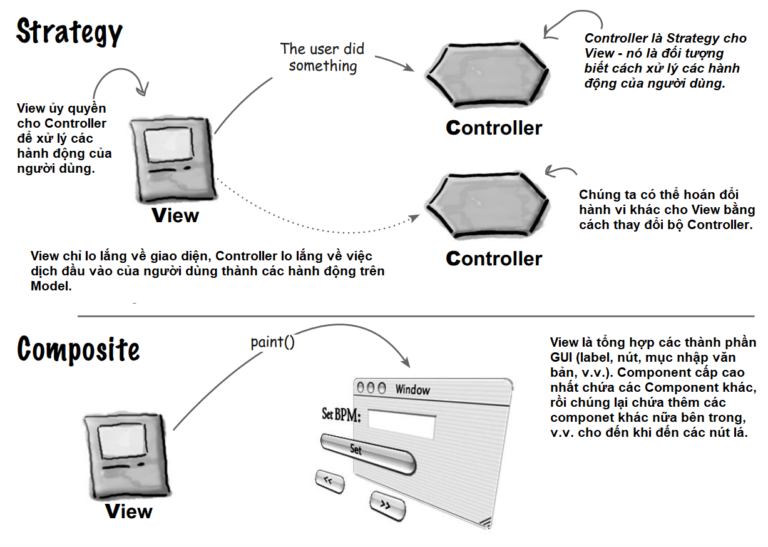 Strategy
The user did
something
Controller là Strategy cho
View - nó là đối tượng
biết cách xử lý các hành
động của người dùng.
View ủy quyền
cho Controller
để xử lý các
hành động của
người dùng.
Controller
View
Chúng ta có thể hoán đổi
hành vi khác cho View bằng
cách thay đổi bộ Controller.
Controller
View chỉ lo lắng về giao diện, Controller lo lắng về việc
dịch đầu vào của người dùng thành các hành động trên
Model.
Composite
paint()
View là tổng hợp các thành phần
GUI (label, nút, mục nhập văn
bản, v.v.). Component cấp cao
nhất chứa các Component khác,
rồi chúng lại chứa thêm các
componet khác nữa bên trong,
v.v. cho đến khi đến các nút lá.
Window
Set BPM:
Set
<<
>>
View